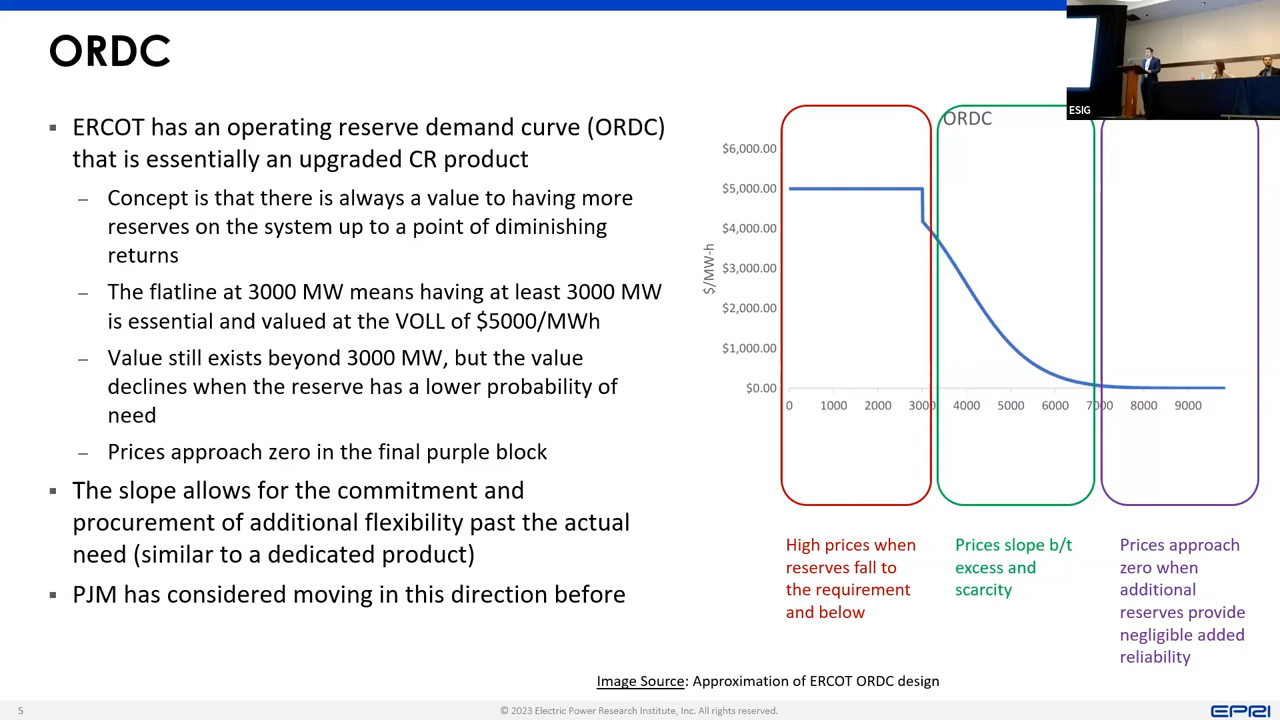 ORDC
▪ ERCOT has an operating reserve demand curve (ORDC)
that is essentially an upgraded CR product
– Concept is that there is always a value to having more
reserves on the system up to a point of diminishing
returns
– The flatline at 3000 MW means having at least 3000 MW
is essential and valued at the VOLL of $5000/MWh
– Value still exists beyond 3000 MW, but the value
declines when the reserve has a lower probability of
need
– Prices approach zero in the final purple block
▪ The slope allows for the commitment and
procurement of additional flexibility past the actual
need (similar to a dedicated product)
▪ PJM has considered moving in this direction before
ESIG
ORDC
$/MW-h
$6,000.00
$5,000.00
$4,000.00
$3,000.00
$2,000.00
$1,000.00
$0.00
0 1000 2000 3000 4000 5000 6000 7000 8000 9000
High prices when
reserves fall to
the requirement
and below
Prices slope b/t
excess and
scarcity
Prices approach
zero when
additional
reserves provide
negligible added
reliability
Image Source: Approximation of ERCOT ORDC design
5
© 2023 Electric Power Research Institute, Inc. All rights reserved.
EPRI